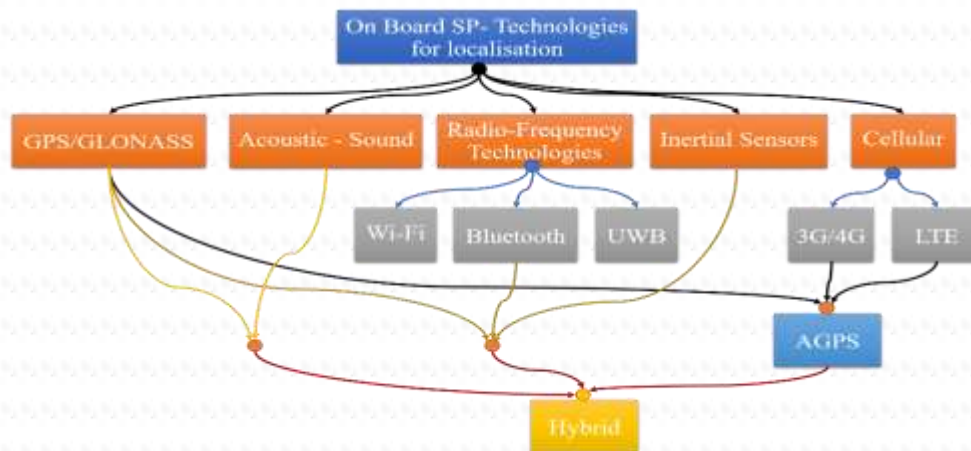 On Board SP- Technologies
for localisation
GPS/GLONASS
Acoustic - Sound
Radio-Frequency
Technologies
Inertial Sensors
Cellular
Wi-Fi
Bluetooth
UWB
3G/4G
LTE
AGPS
Hybrid